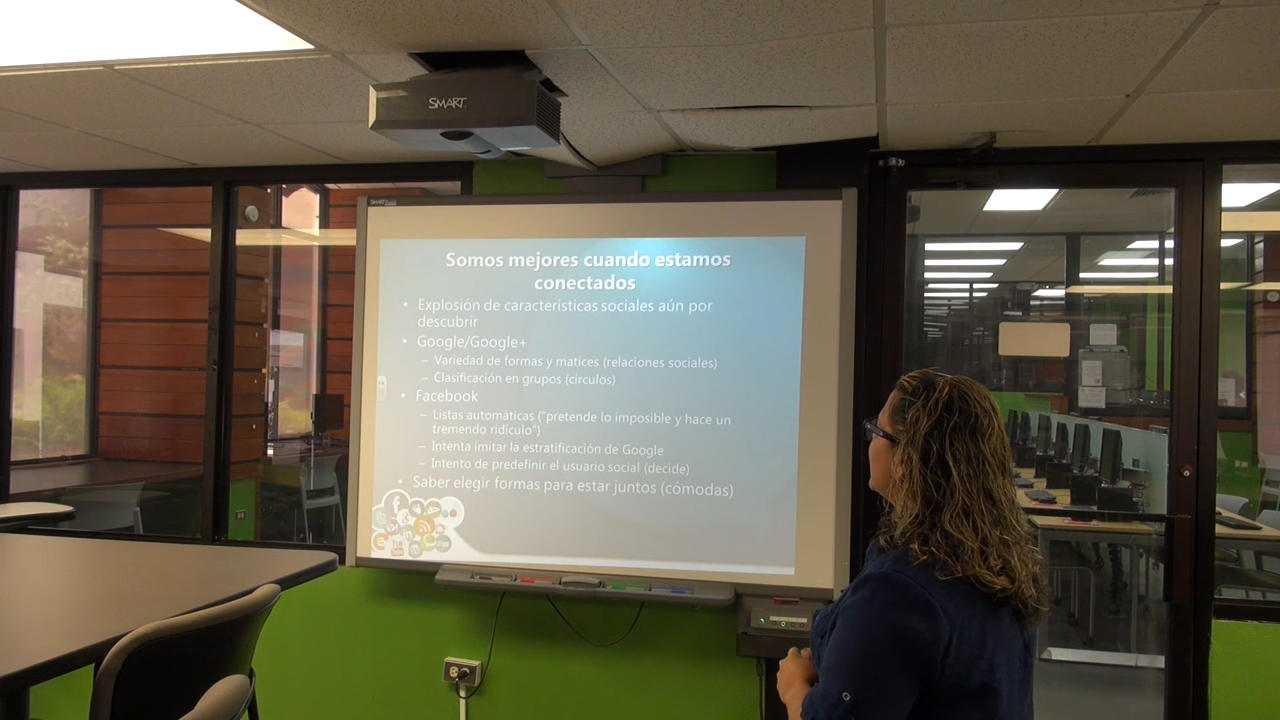 SMART
SMART
Somos mejores cuando estamos
conectados
• Explosión de características sociales aún por
descubrir
• Google/Google+
– Variedad de formas y matices (relaciones sociales)
– Clasificación en grupos (círculos)
• Facebook
– Listas automáticas ("pretende lo imposible y hace un
tremendo ridículo")
– Intenta imitar la estratificación de Google
– Intento de predefinir el usuario social (decide)
• Saber elegir formas para estar juntos (cómodas)